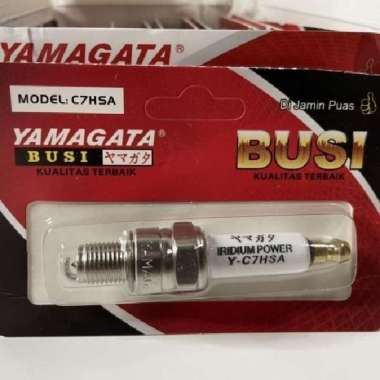 YAMAGATA
MODEL: C7HSA
Di Jamin Puas
YAMAGATA
BUSI ヤマガタ
KUALITAS TERBAIK
BUSI
KUALITAS TERBAIK
ヤマガタ
IRIDIUM POWER
Y-C7HSA